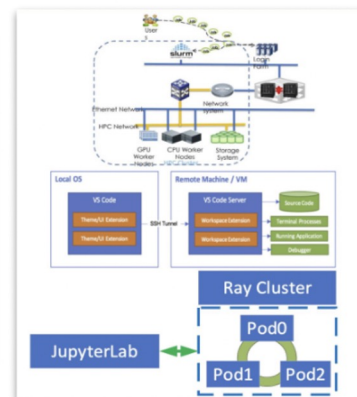 User
s
slurm
Login
Farm
Network
system
Ethernet Network
HPC Network
GPU
Worker
Nodes
CPU Worker
Nodes
Storage
System
Local OS
Remote Machine / VM
VS Code
Theme/UI Extension
Theme/UI Extension
SSH Tunnel
VS Code Server
Workspace Extension
Workspace Extension
Source Code
Terminal Processes
Running Application
Debugger
Ray Cluster
JupyterLab
Pod0
Pod1
Pod2